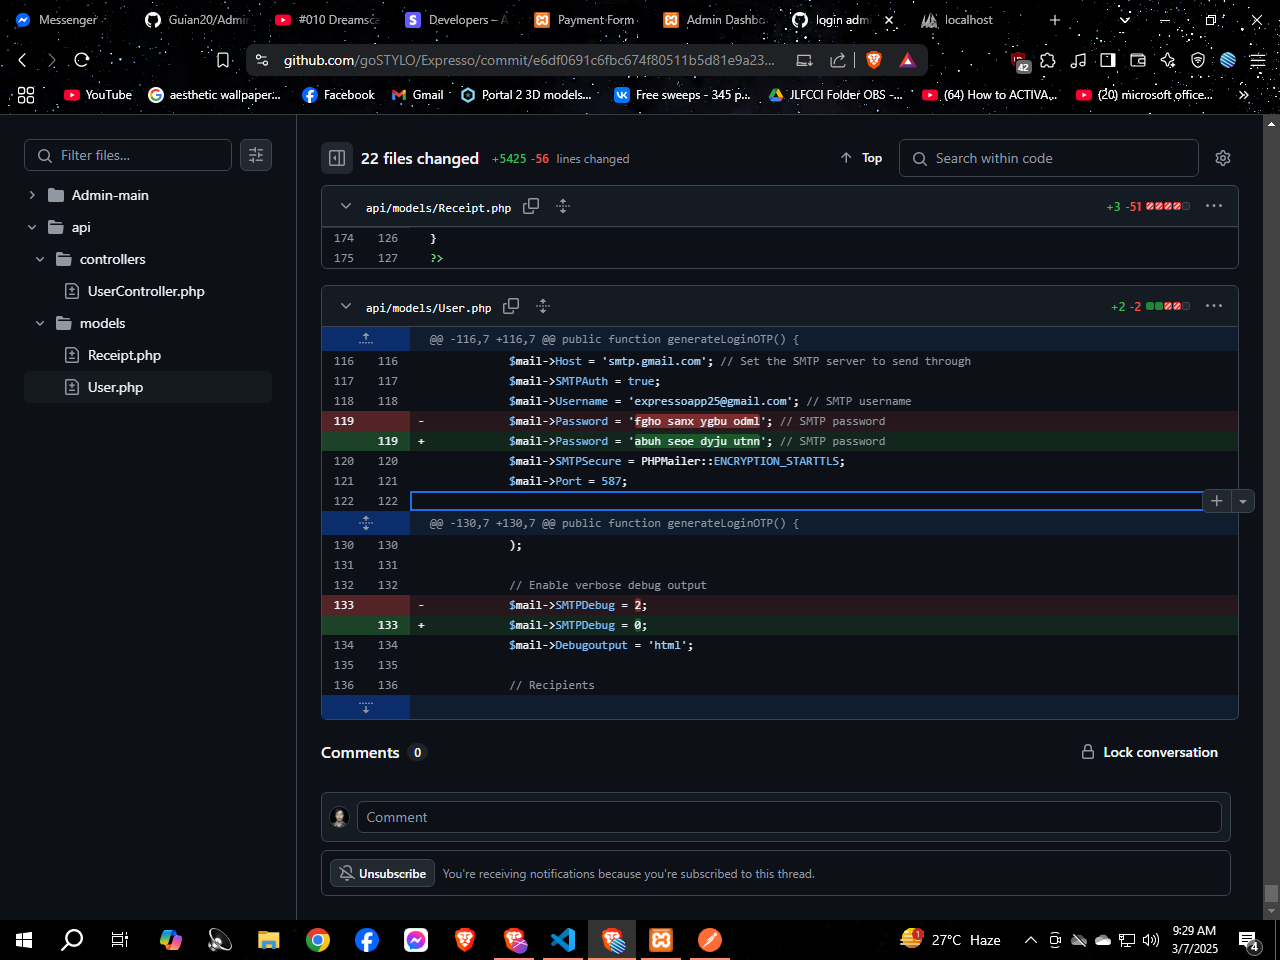 Messenger
Guian20/Admin
#010 Dreamsca
Developers – A
Payment Form
Admin Dashbo
login admi
localhost
github.com/goSTYLO/Expresso/commit/e6df0691c6fbc674f80511b5d81e9a23...
42
YouTube
aesthetic wallpaper...
Facebook
Gmail
Portal 2 3D models...
Free sweeps - 345 p...
JLFCCI Folder OBS -...
(64) How to ACTIVA...
(20) microsoft office...
Filter files...
22 files changed +5425 -56 lines changed
Top
Search within code
Admin-main
api
controllers
UserController.php
models
Receipt.php
User.php
api/models/Receipt.php
+3 -51
174 126 }
175 127 ?>
api/models/User.php
+2 -2
@@ -116,7 +116,7 @@ public function generateLoginOTP() {
116 116 $mail->Host = 'smtp.gmail.com'; // Set the SMTP server to send through
117 117 $mail->SMTPAuth = true;
118 118 $mail->Username = 'expressoapp25@gmail.com'; // SMTP username
119 - $mail->Password = 'fgho sanx ygbu odml'; // SMTP password
119 + $mail->Password = 'abuh seoe dyju utnn'; // SMTP password
120 120 $mail->SMTPSecure = PHPMailer::ENCRYPTION_STARTTLS;
121 121 $mail->Port = 587;
122 122
@@ -130,7 +130,7 @@ public function generateLoginOTP() {
130 130 );
131 131
132 132 // Enable verbose debug output
133 - $mail->SMTPDebug = 2;
133 + $mail->SMTPDebug = 0;
134 134 $mail->Debugoutput = 'html';
135 135
136 136 // Recipients
Comments 0
Lock conversation
Comment
Unsubscribe
You're receiving notifications because you're subscribed to this thread.
1
27°C Haze
9:29 AM
3/7/2025
4